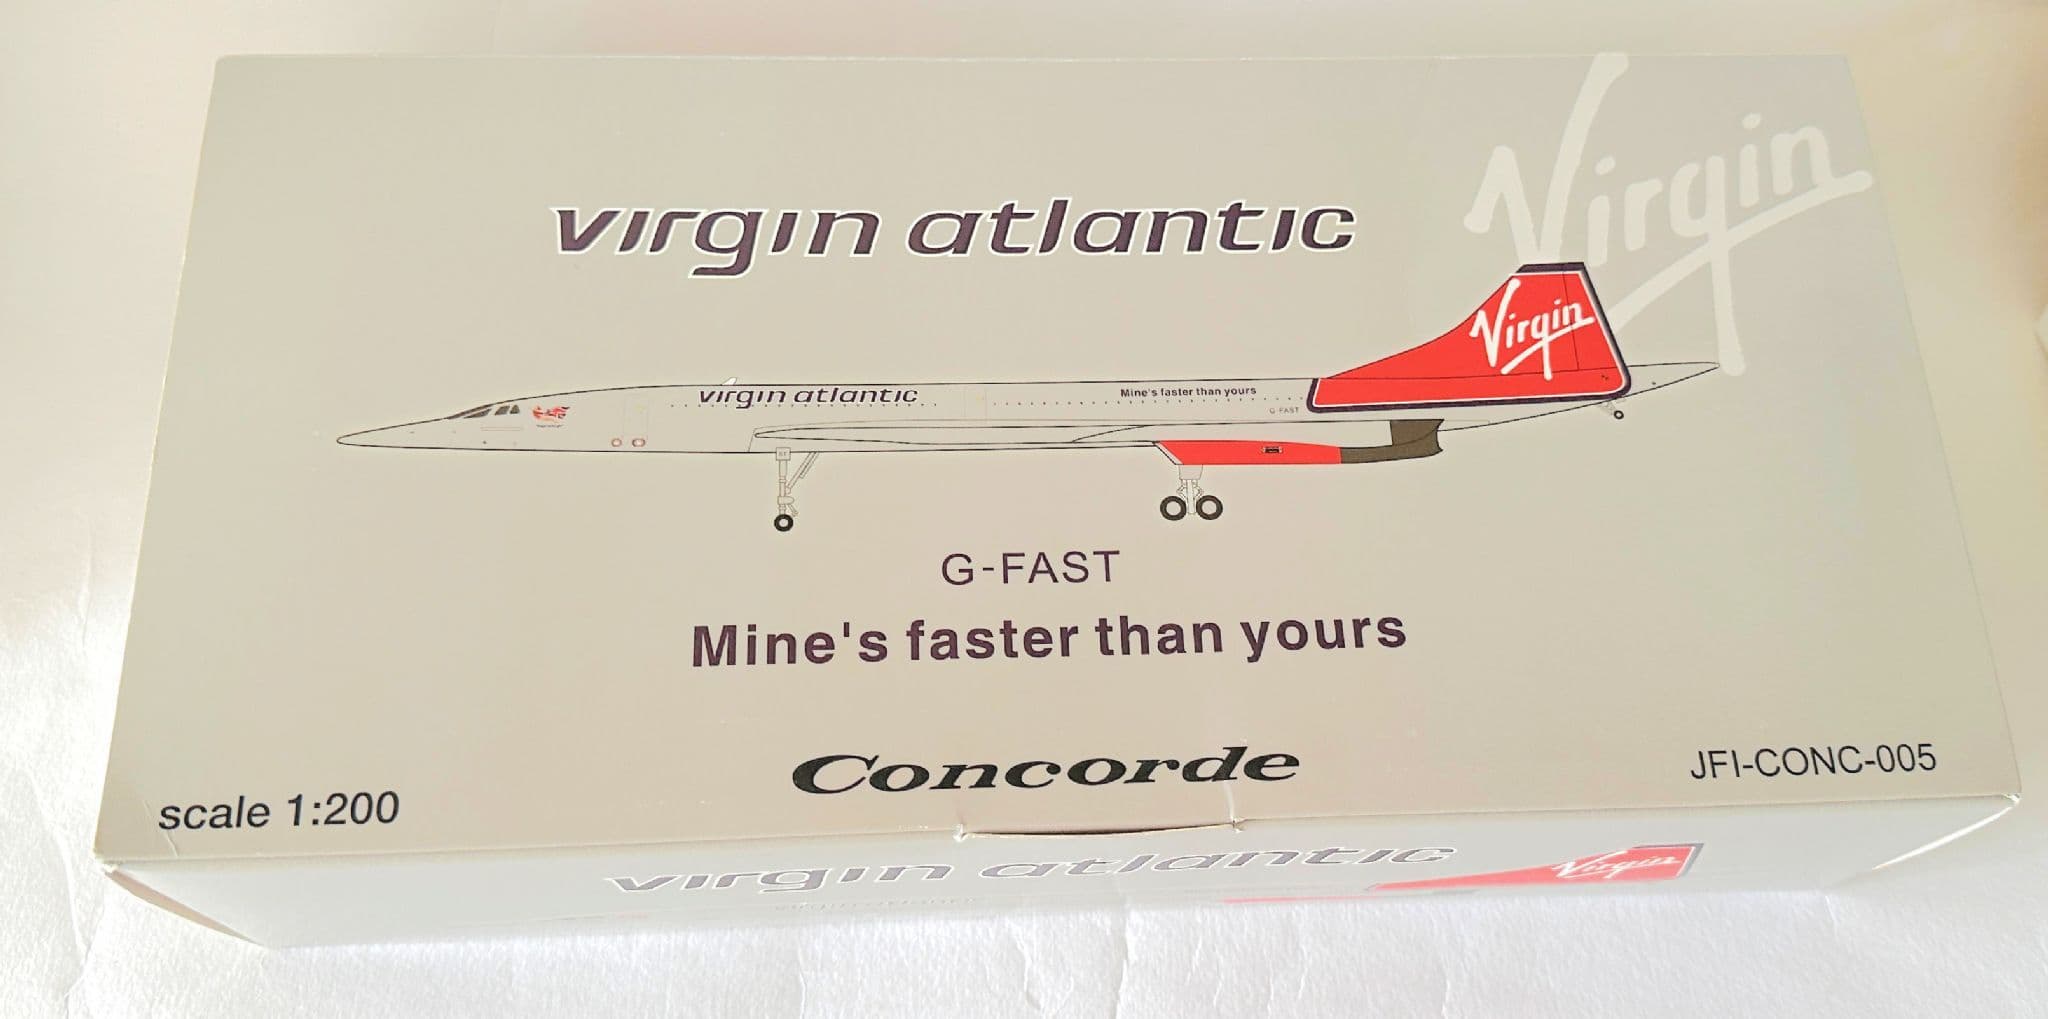 Virgin
virgin atlantic
Virgin
virgin atlantic
Mine's faster than yours
G-FAST
G-FAST
Mine's faster than yours
Concorde
JFI-CONC-005
scale 1:200
virgin atlantic
Virgin